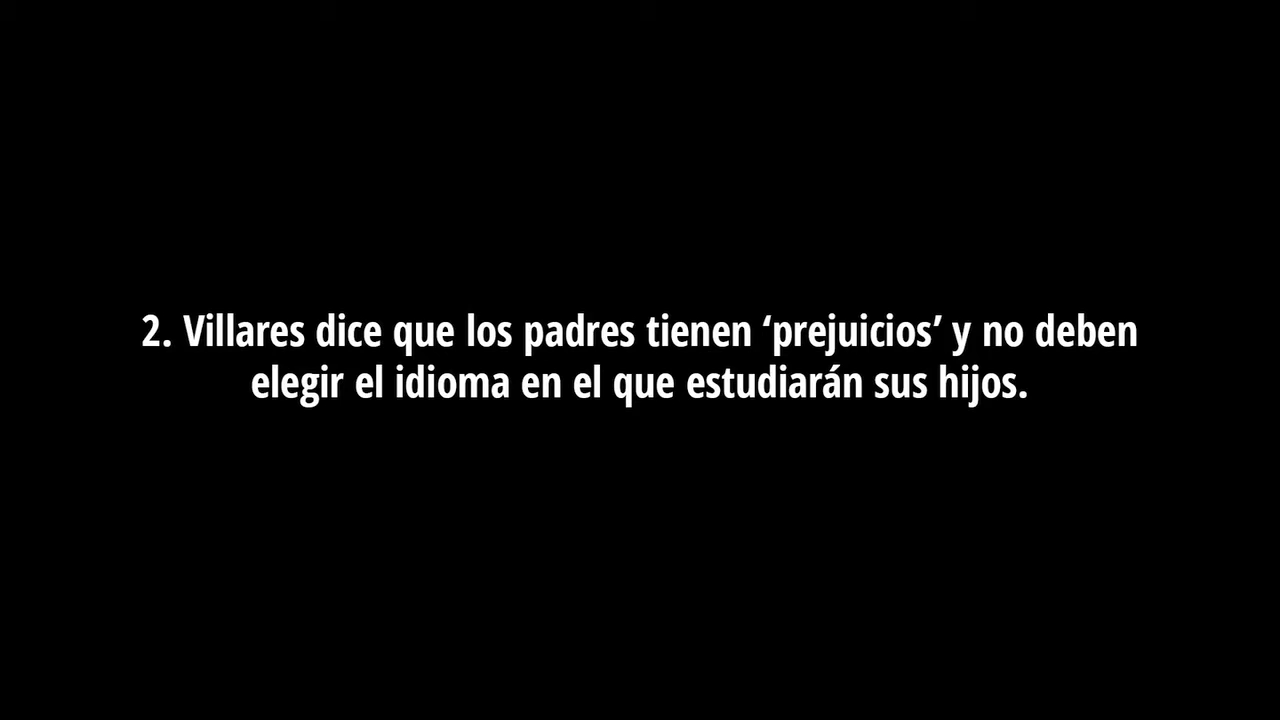 2. Villares dice que los padres tienen ‘prejuicios’ y no deben
elegir el idioma en el que estudiarán sus hijos.